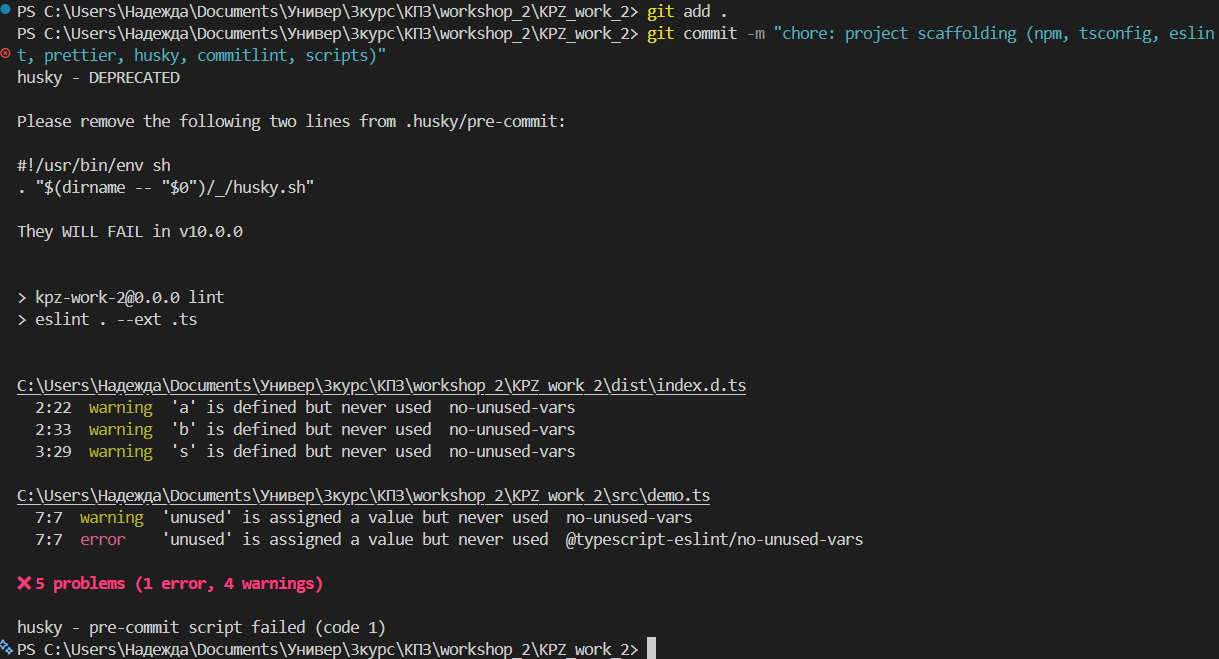 PS C:\Users\Надежда\Documents\Универ\3курс\КПЗ\workshop_2\KPZ_work_2> git add .
PS C:\Users\Надежда\Documents\Универ\3курс\КПЗ\workshop_2\KPZ_work_2> git commit -m "chore: project scaffolding (npm, tsconfig, eslin
t, prettier, husky, commitlint, scripts)"
husky - DEPRECATED
Please remove the following two lines from .husky/pre-commit:
#!/usr/bin/env sh
. "$(dirname -- "$0")/_/husky.sh"
They WILL FAIL in v10.0.0
> kpz-work-2@0.0.0 lint
> eslint . --ext .ts
C:\Users\Надежда\Documents\Универ\3курс\КПЗ\workshop_2\KPZ_work_2\dist\index.d.ts
2:22 warning 'a' is defined but never used no-unused-vars
2:33 warning 'b' is defined but never used no-unused-vars
3:29 warning 's' is defined but never used no-unused-vars
C:\Users\Надежда\Documents\Универ\3курс\КПЗ\workshop_2\KPZ_work_2\src\demo.ts
7:7 warning 'unused' is assigned a value but never used no-unused-vars
7:7 error 'unused' is assigned a value but never used @typescript-eslint/no-unused-vars
✖ 5 problems (1 error, 4 warnings)
husky - pre-commit script failed (code 1)
PS C:\Users\Надежда\Documents\Универ\3курс\КПЗ\workshop_2\KPZ_work_2>